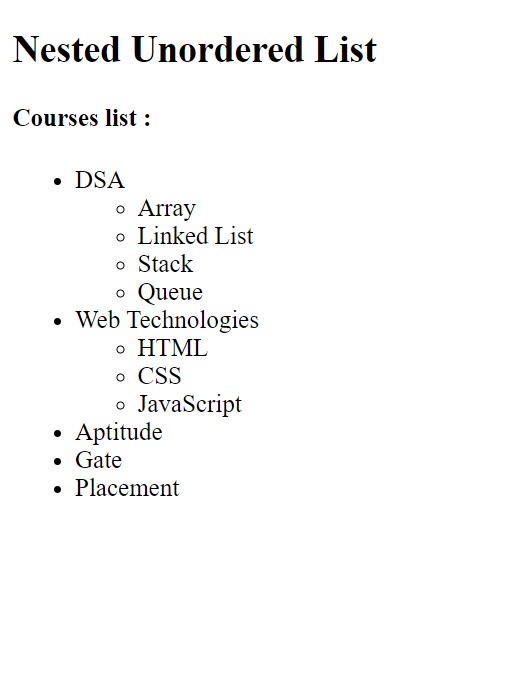 Nested Unordered List
Courses list :
DSA
Array
Linked List
Stack
Queue
Web Technologies
HTML
CSS
JavaScript
Aptitude
Gate
Placement